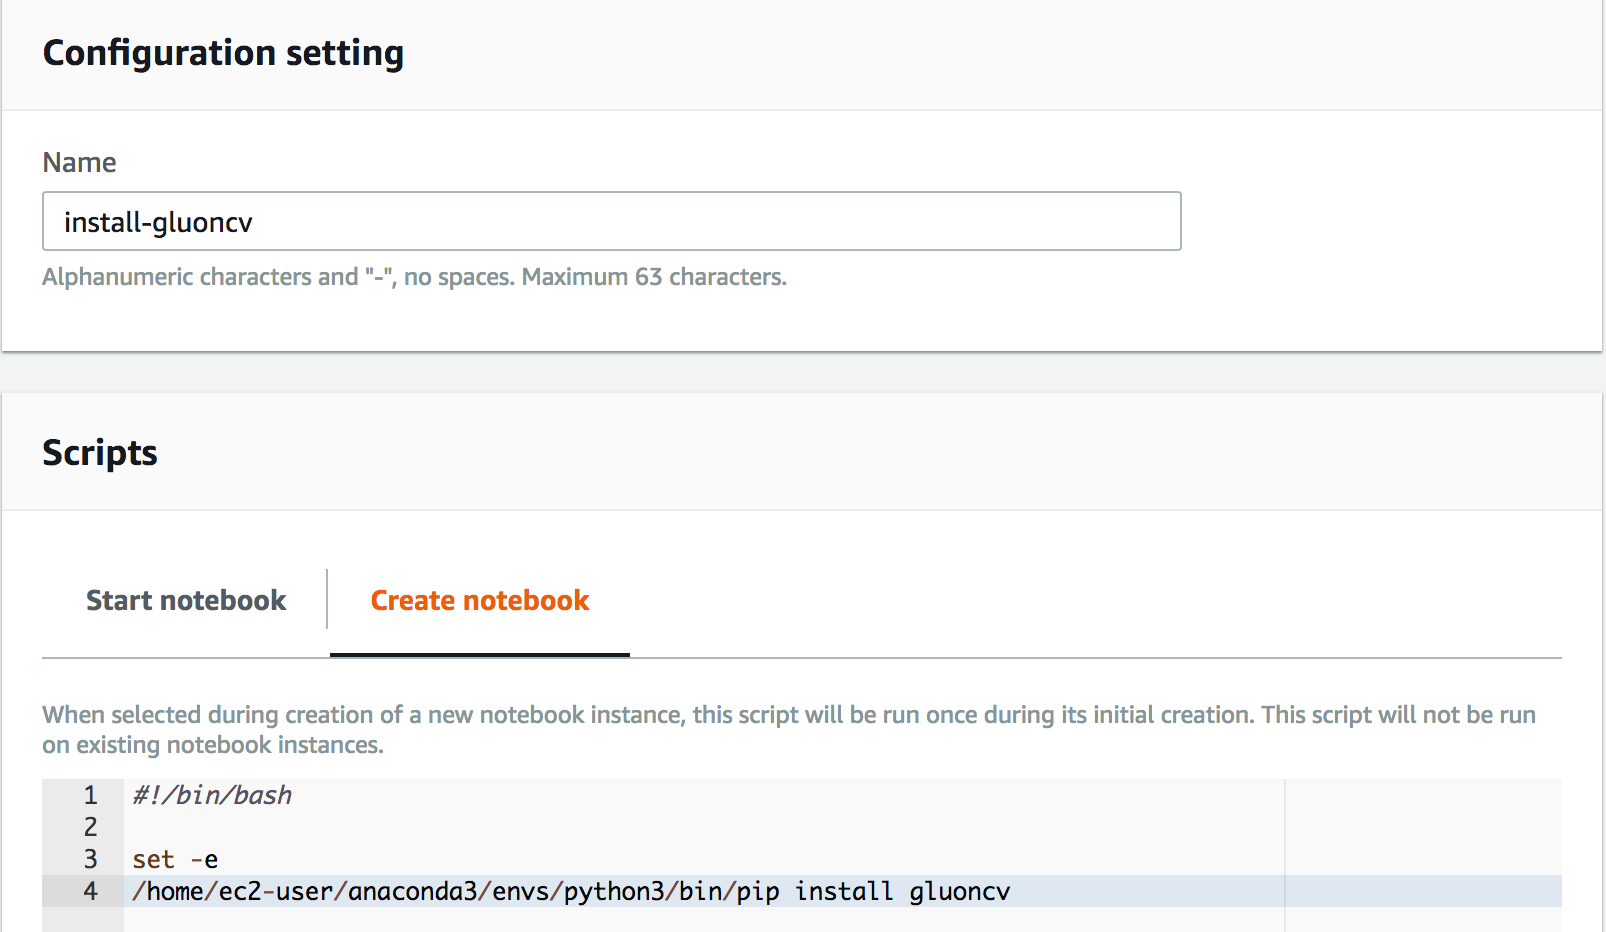 Configuration setting
Name
install-gluoncv
Alphanumeric characters and "-", no spaces. Maximum 63 characters.
Scripts
Start notebook
Create notebook
When selected during creation of a new notebook instance, this script will be run once during its initial creation. This script will not be run
on existing notebook instances.
1 #!/bin/bash
2
3 set -e
4 /home/ec2-user/anaconda3/envs/python3/bin/pip install gluoncv